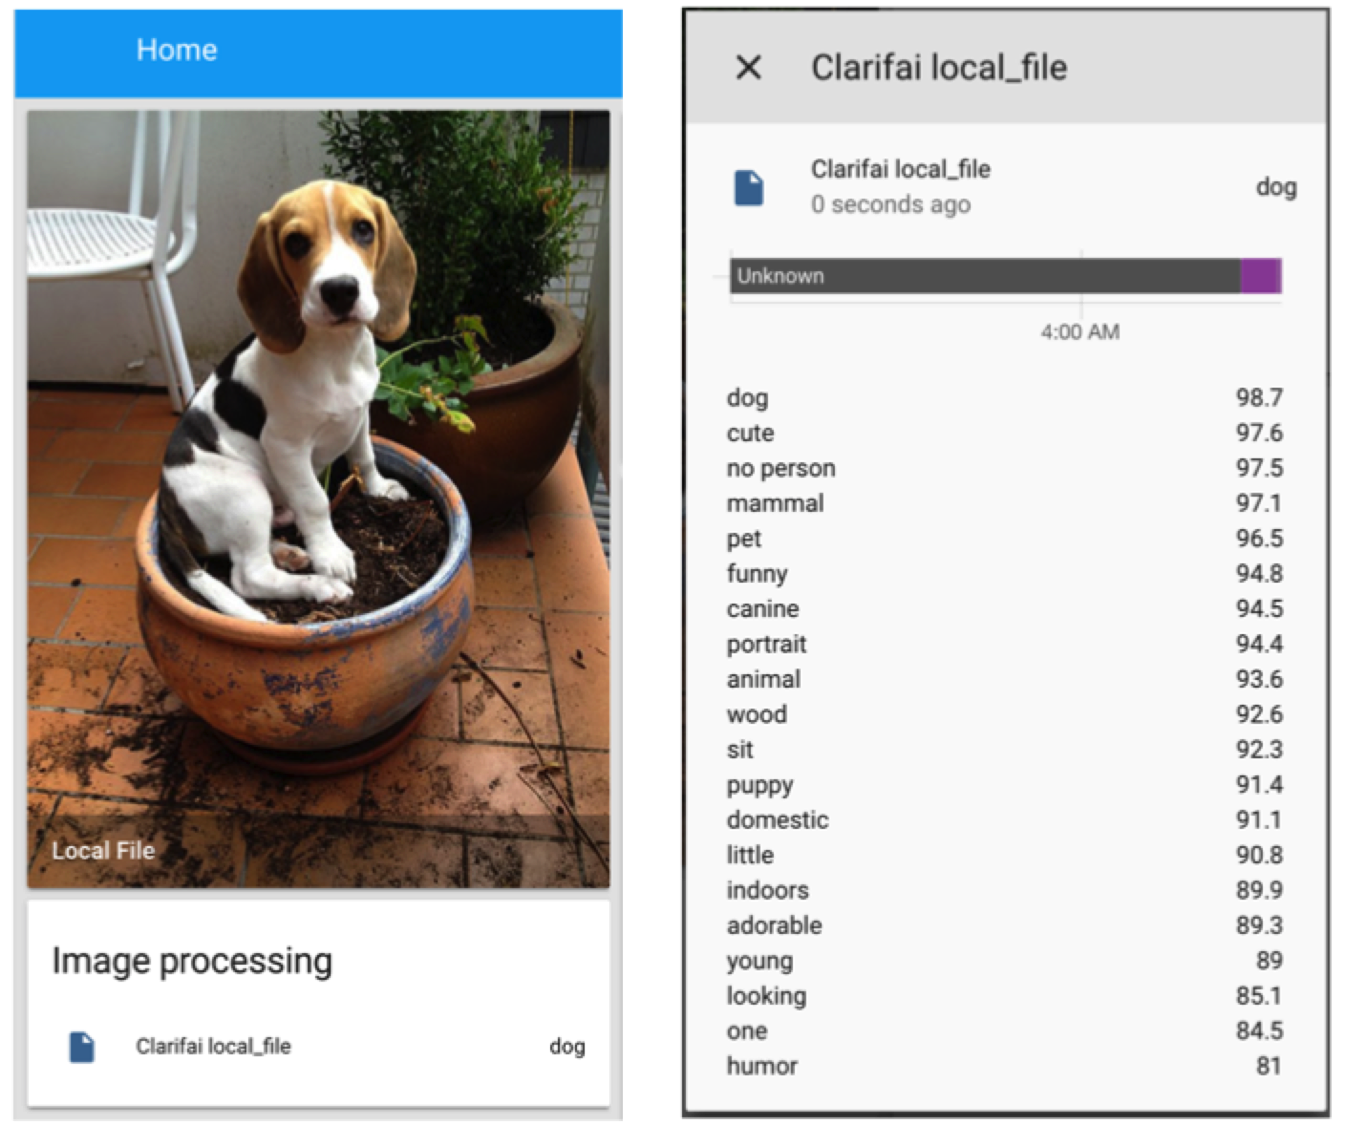 Home
Local File
Image processing
Clarifai local_file dog
Clarifai local_file
Clarifai local_file
0 seconds ago
dog
Unknown
4:00 AM
dog 98.7
cute 97.6
no person 97.5
mammal 97.1
pet 96.5
funny 94.8
canine 94.5
portrait 94.4
animal 93.6
wood 92.6
sit 92.3
puppy 91.4
domestic 91.1
little 90.8
indoors 89.9
adorable 89.3
young 89
looking 85.1
one 84.5
humor 81